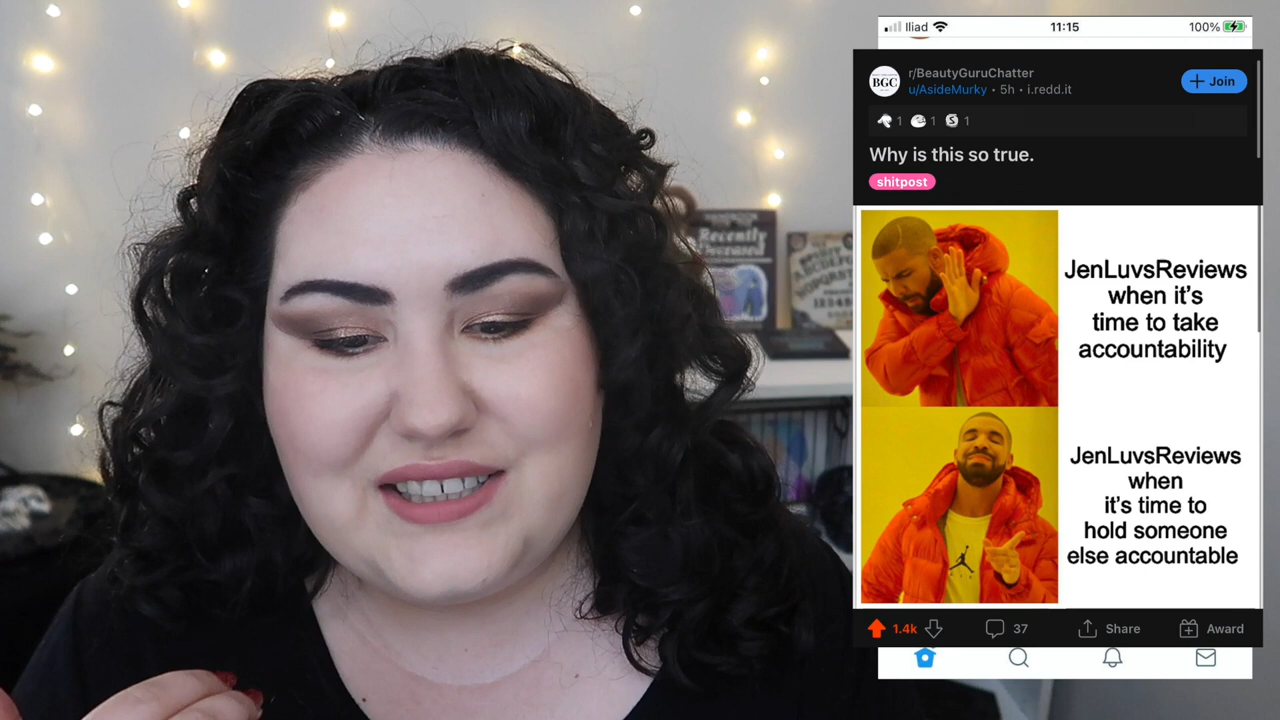 Iliad
11:15
100%
r/BeautyGuruChatter
BGC
u/AsideMurky • 5h • i.redd.it
+ Join
1 1 1
Why is this so true.
shitpost
JenLuvsReviews
when it's
time to take
accountability
JenLuvsReviews
when
it's time to
hold someone
else accountable
1.4k
37
Share
Award
Recently